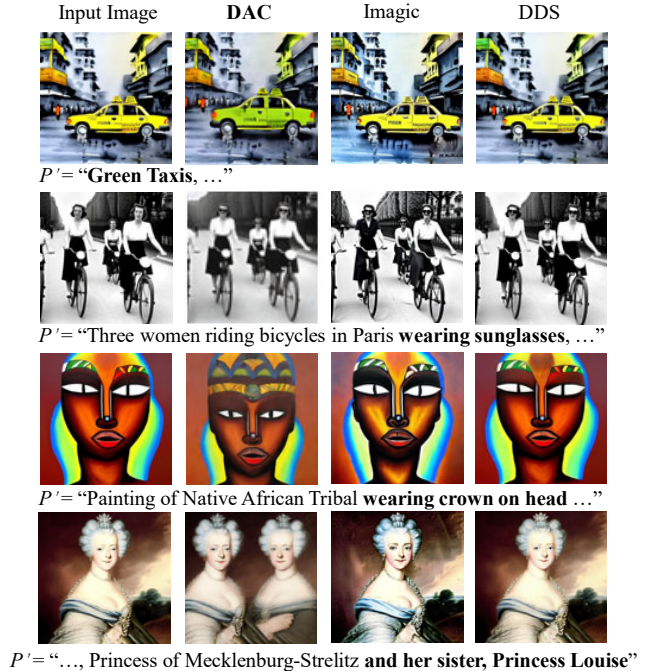 Input Image DAC Imagic DDS
P′= “Green Taxis, …”
P′= “Three women riding bicycles in Paris wearing sunglasses, …”
P′= “Painting of Native African Tribal wearing crown on head …”
P′= “…, Princess of Mecklenburg-Strelitz and her sister, Princess Louise”